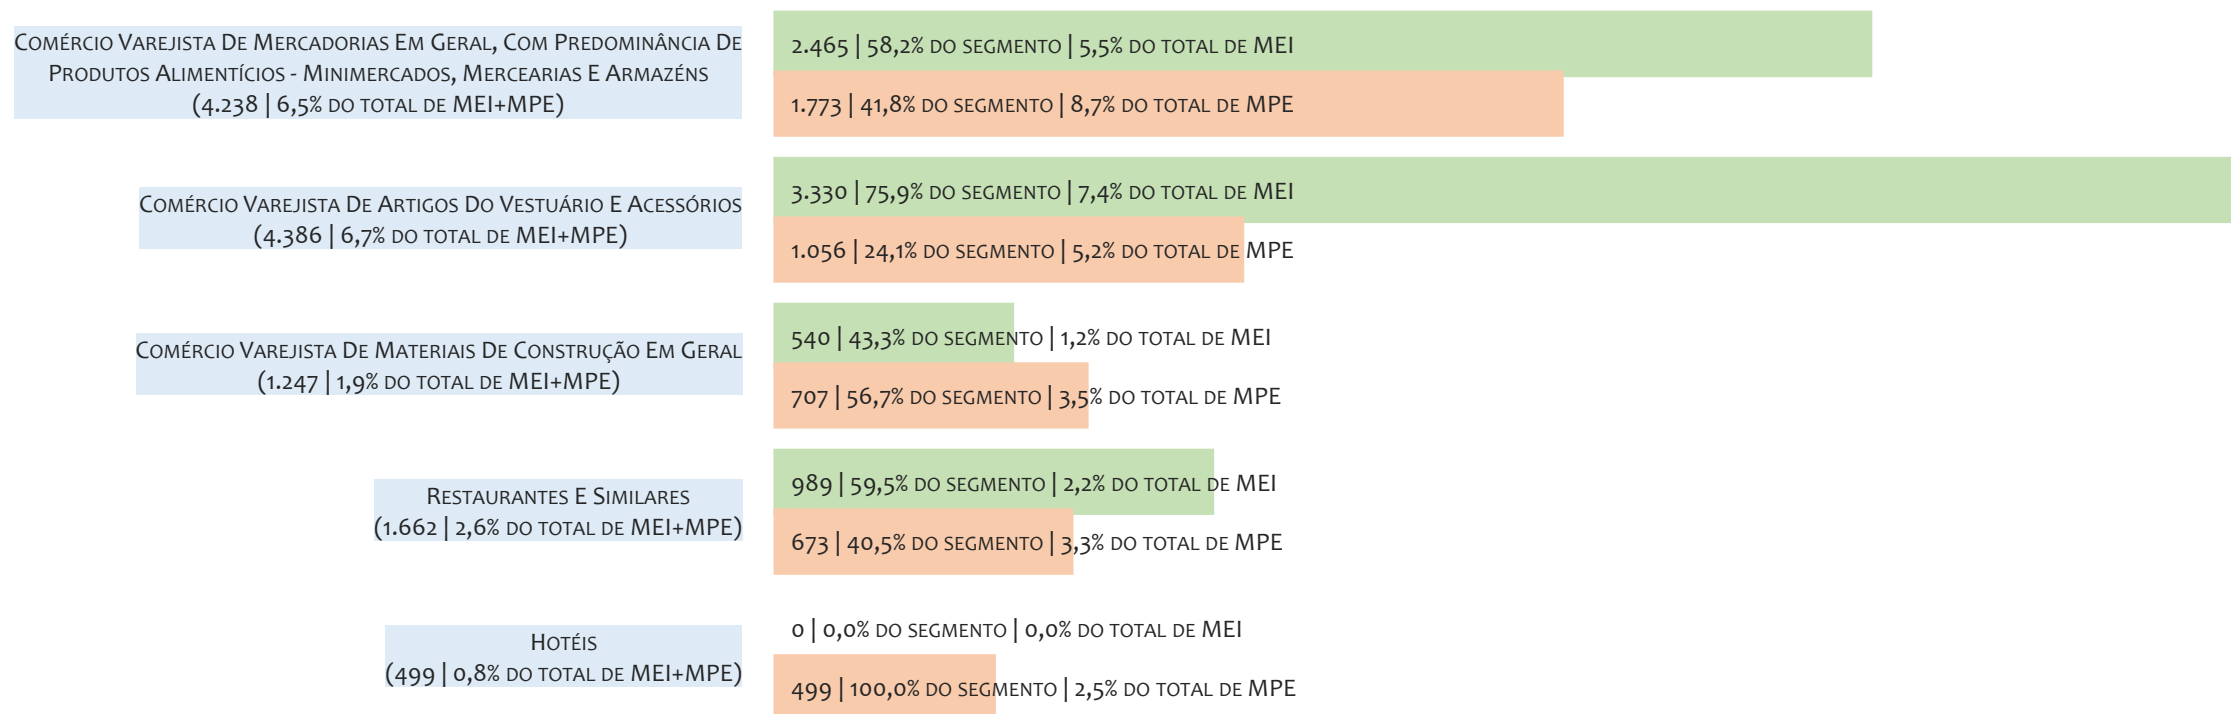 Comércio Varejista De Mercadorias Em Geral, Com Predominância De
Produtos Alimentícios - Minimercados, Mercearias E Armazéns
(4.238 | 6,5% do total de MEI+MPE)
2.465 | 58,2% do segmento | 5,5% do total de MEI
1.773 | 41,8% do segmento | 8,7% do total de MPE
Comércio Varejista De Artigos Do Vestuário E Acessórios
(4.386 | 6,7% do total de MEI+MPE)
3.330 | 75,9% do segmento | 7,4% do total de MEI
1.056 | 24,1% do segmento | 5,2% do total de MPE
Comércio Varejista De Materiais De Construção Em Geral
(1.247 | 1,9% do total de MEI+MPE)
540 | 43,3% do segmento | 1,2% do total de MEI
707 | 56,7% do segmento | 3,5% do total de MPE
Restaurantes E Similares
(1.662 | 2,6% do total de MEI+MPE)
989 | 59,5% do segmento | 2,2% do total de MEI
673 | 40,5% do segmento | 3,3% do total de MPE
Hotéis
(499 | 0,8% do total de MEI+MPE)
0 | 0,0% do segmento | 0,0% do total de MEI
499 | 100,0% do segmento | 2,5% do total de MPE